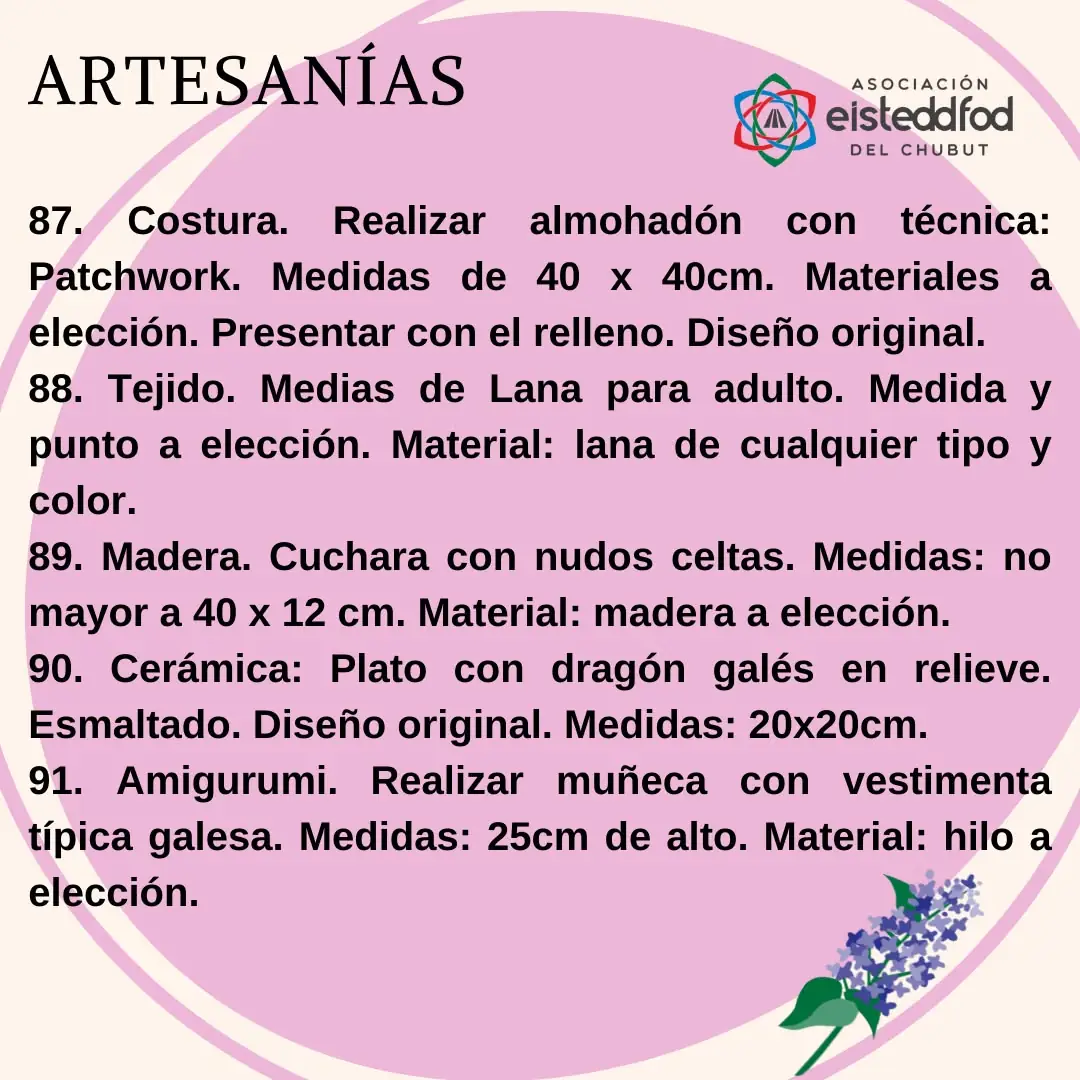 ARTESANÍAS
ASOCIACIÓN
eisteddfod
DEL CHUBUT
87. Costura. Realizar almohadón con técnica:
Patchwork. Medidas de 40 x 40cm. Materiales a
elección. Presentar con el relleno. Diseño original.
88. Tejido. Medias de Lana para adulto. Medida y
punto a elección. Material: lana de cualquier tipo y
color.
89. Madera. Cuchara con nudos celtas. Medidas: no
mayor a 40 x 12 cm. Material: madera a elección.
90. Cerámica: Plato con dragón galés en relieve.
Esmaltado. Diseño original. Medidas: 20x20cm.
91. Amigurumi. Realizar muñeca con vestimenta
típica galesa. Medidas: 25cm de alto. Material: hilo a
elección.